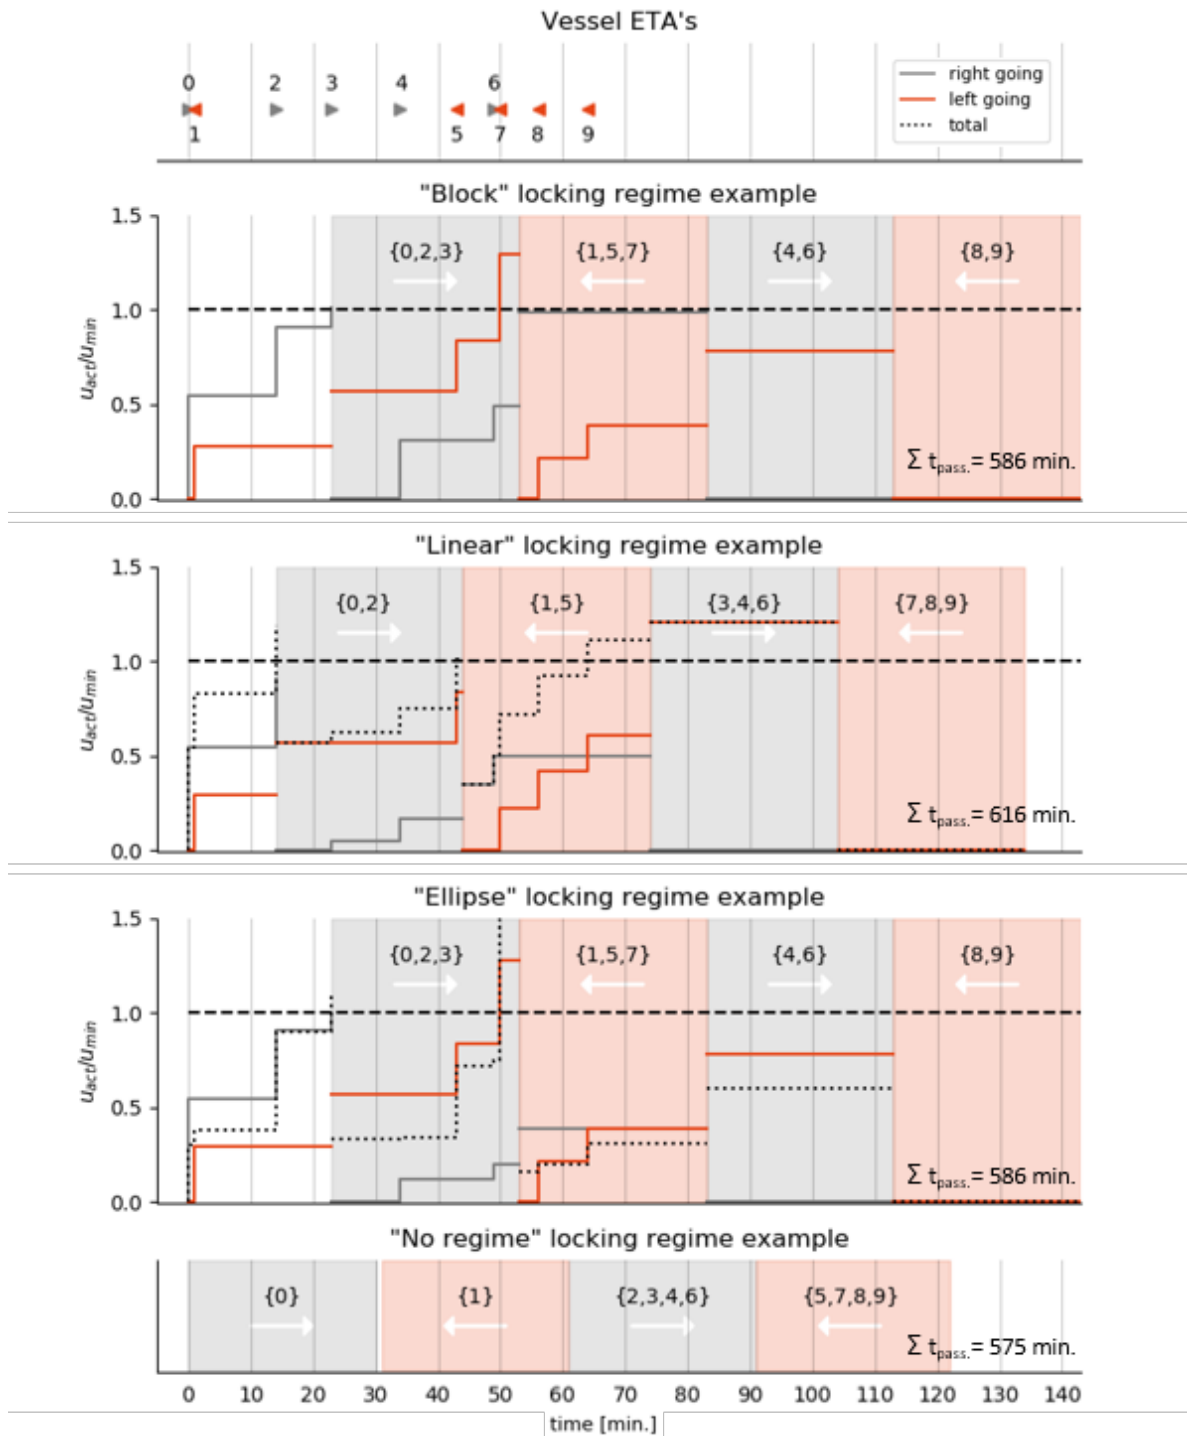 Vessel ETA's
0 2 3 4 6
1 5 7 8 9
right going
left going
total
"Block" locking regime example
1.5
{0,2,3} {1,5,7} {4,6} {8,9}
1.0
u_act/u_min
0.5
Σ t_pass.= 586 min.
0.0
"Linear" locking regime example
1.5
{0,2} {1,5} {3,4,6} {7,8,9}
1.0
u_act/u_min
0.5
Σ t_pass.= 616 min.
0.0
"Ellipse" locking regime example
1.5
{0,2,3} {1,5,7} {4,6} {8,9}
1.0
u_act/u_min
0.5
Σ t_pass.= 586 min.
0.0
"No regime" locking regime example
{0} {1} {2,3,4,6} {5,7,8,9}
Σ t_pass.= 575 min.
0 10 20 30 40 50 60 70 80 90 100 110 120 130 140
time [min.]